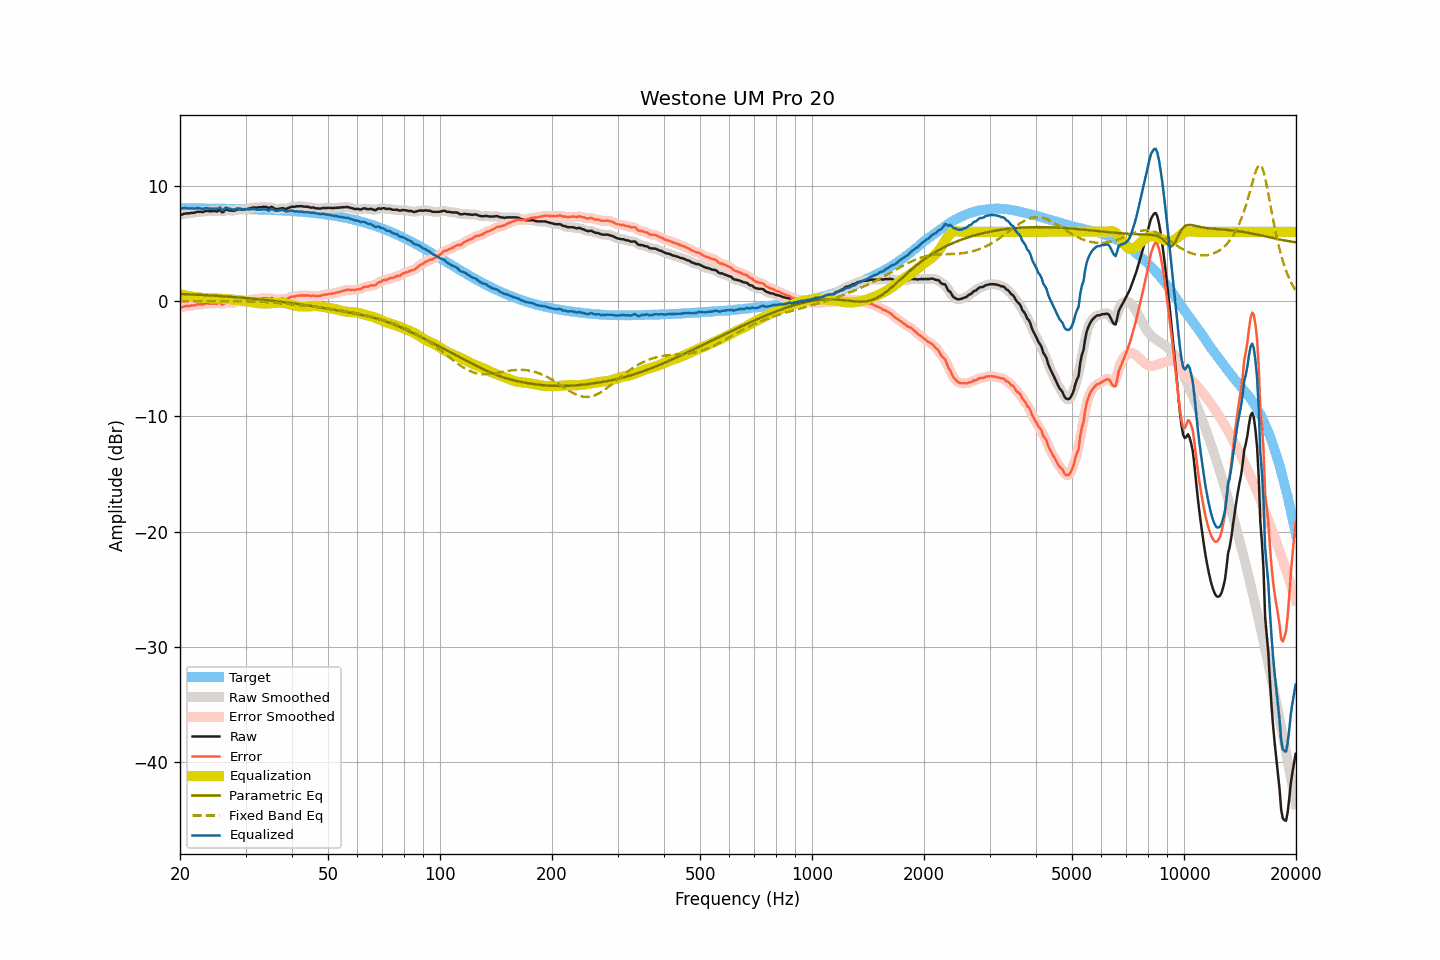 Westone UM Pro 20
Amplitude (dBr)
10
0
−10
−20
−30
−40
Target
Raw Smoothed
Error Smoothed
Raw
Error
Equalization
Parametric Eq
Fixed Band Eq
Equalized
20 50 100 200 500 1000 2000 5000 10000 20000
Frequency (Hz)